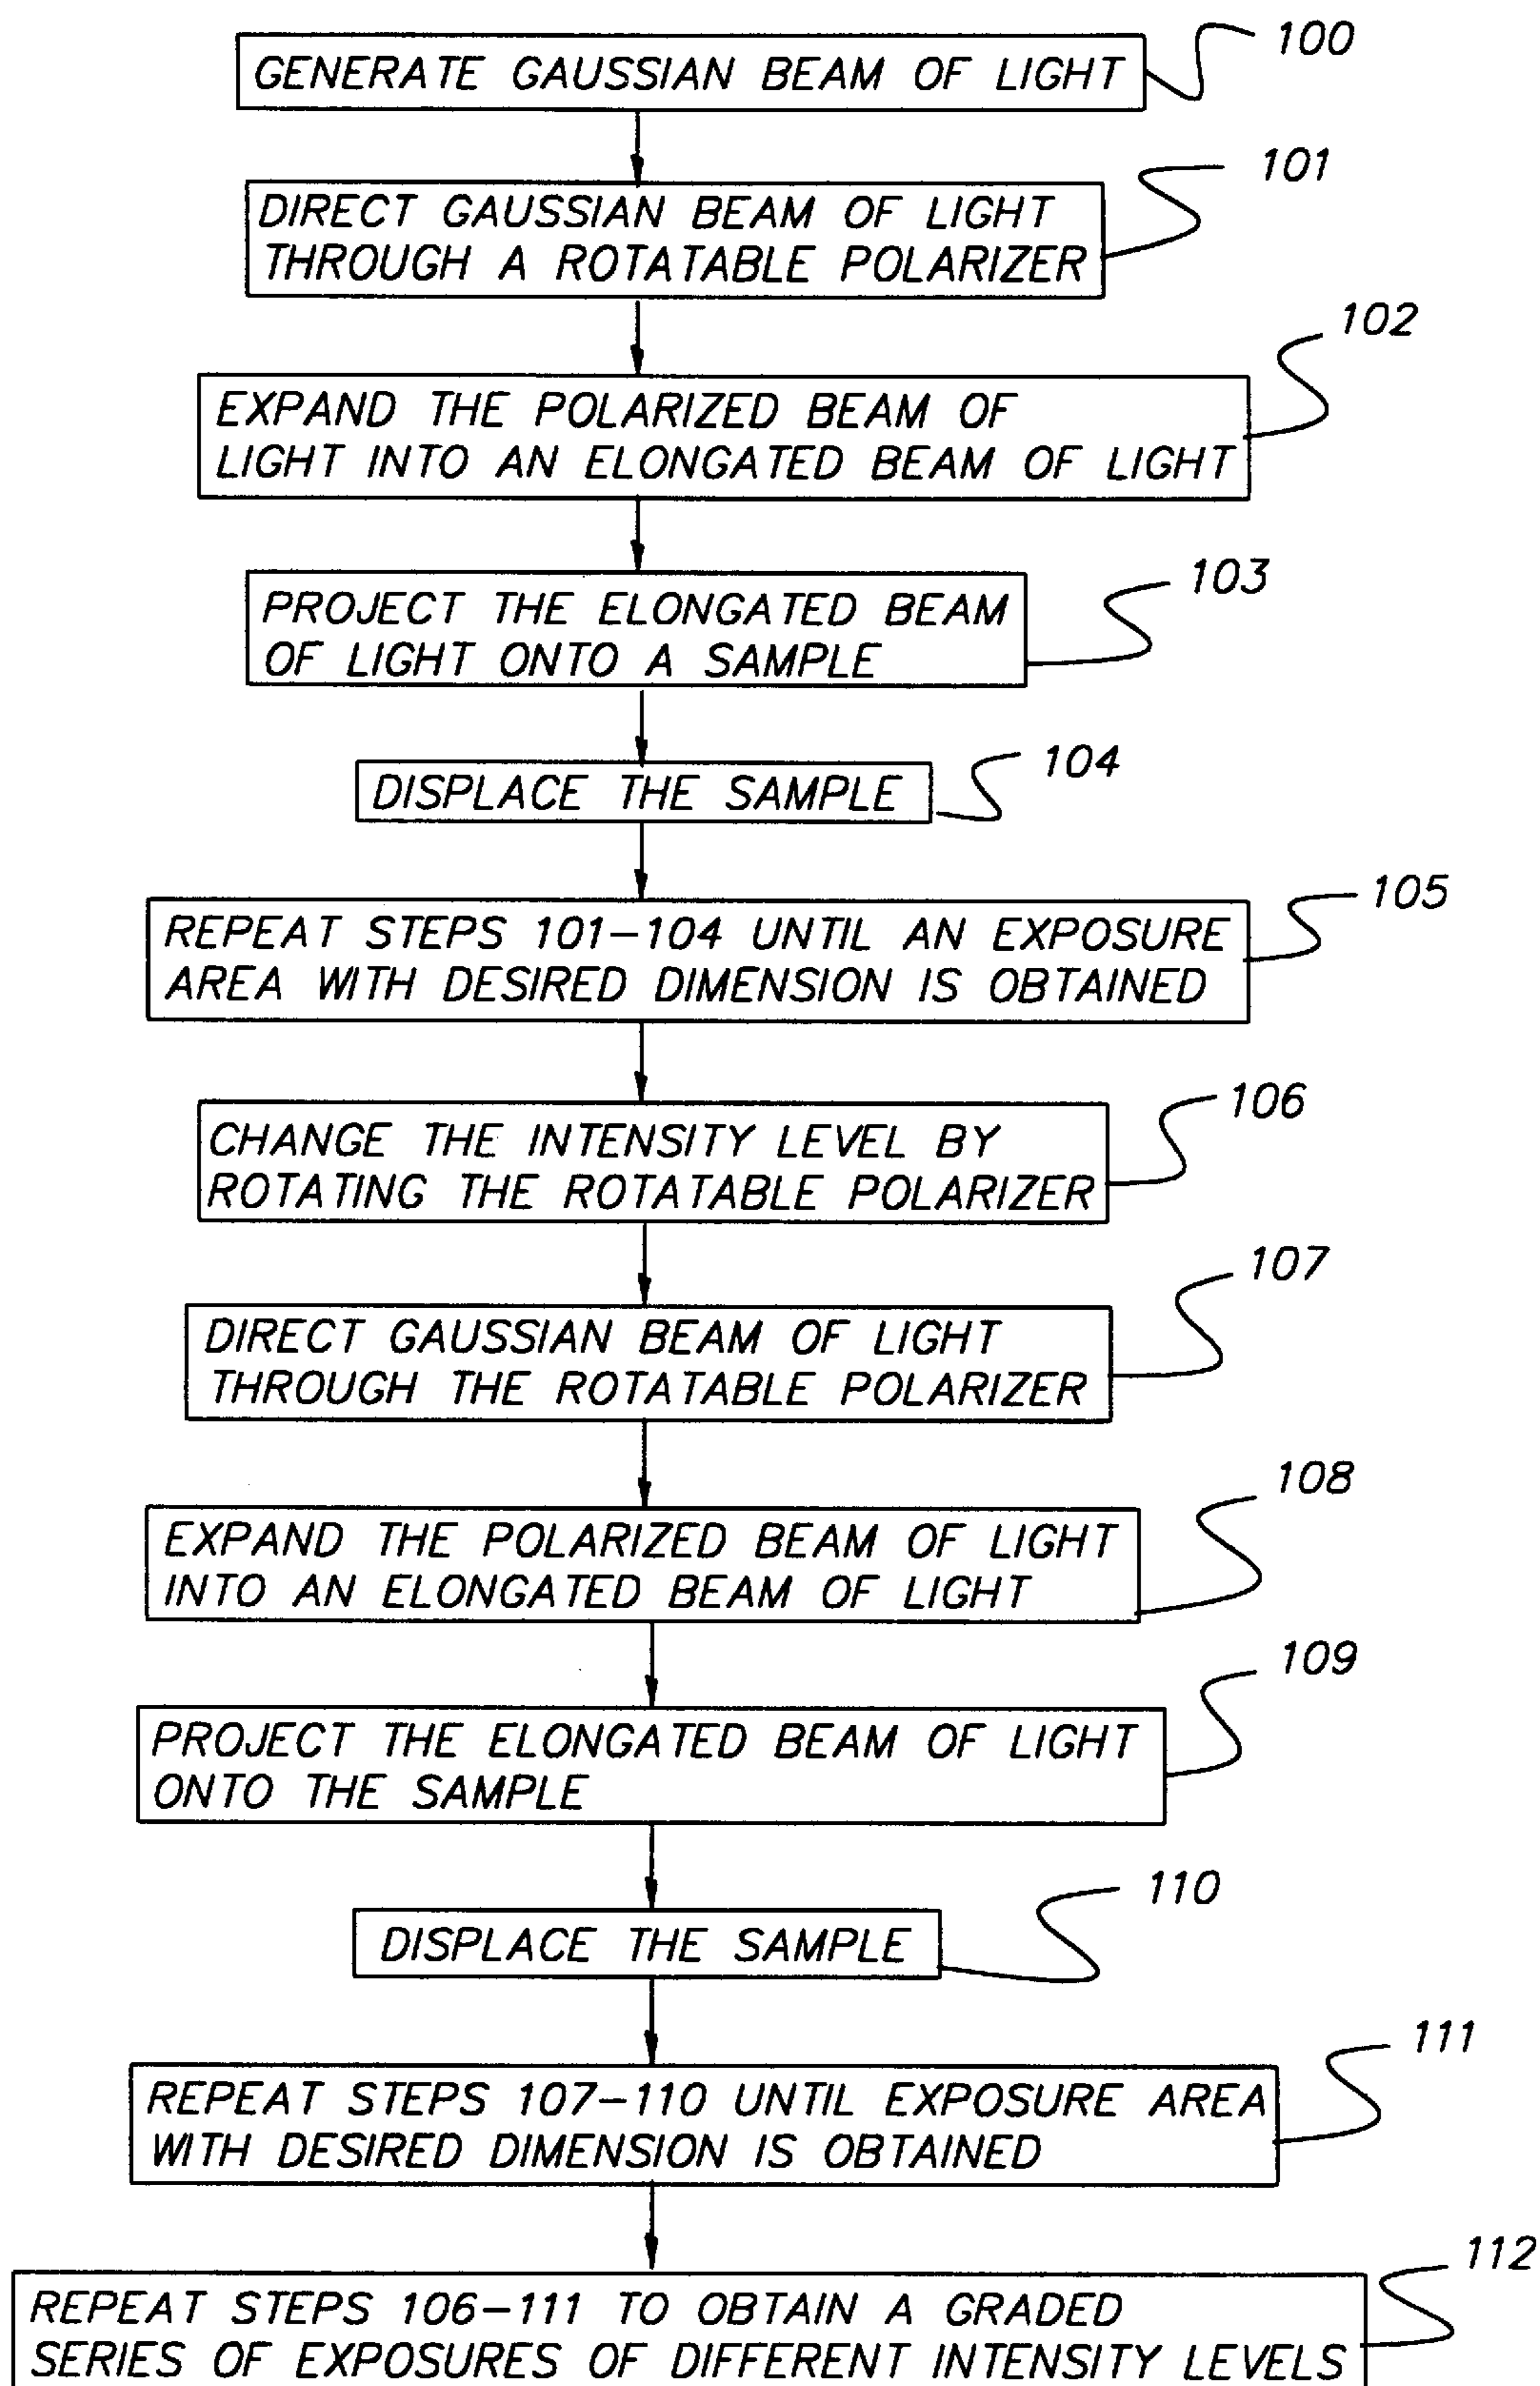 100
GENERATE GAUSSIAN BEAM OF LIGHT
101
DIRECT GAUSSIAN BEAM OF LIGHT
THROUGH A ROTATABLE POLARIZER
102
EXPAND THE POLARIZED BEAM OF
LIGHT INTO AN ELONGATED BEAM OF LIGHT
103
PROJECT THE ELONGATED BEAM
OF LIGHT ONTO A SAMPLE
104
DISPLACE THE SAMPLE
105
REPEAT STEPS 101-104 UNTIL AN EXPOSURE
AREA WITH DESIRED DIMENSION IS OBTAINED
106
CHANGE THE INTENSITY LEVEL BY
ROTATING THE ROTATABLE POLARIZER
107
DIRECT GAUSSIAN BEAM OF LIGHT
THROUGH THE ROTATABLE POLARIZER
108
EXPAND THE POLARIZED BEAM OF LIGHT
INTO AN ELONGATED BEAM OF LIGHT
109
PROJECT THE ELONGATED BEAM OF LIGHT
ONTO THE SAMPLE
110
DISPLACE THE SAMPLE
111
REPEAT STEPS 107-110 UNTIL EXPOSURE AREA
WITH DESIRED DIMENSION IS OBTAINED
112
REPEAT STEPS 106-111 TO OBTAIN A GRADED
SERIES OF EXPOSURES OF DIFFERENT INTENSITY LEVELS